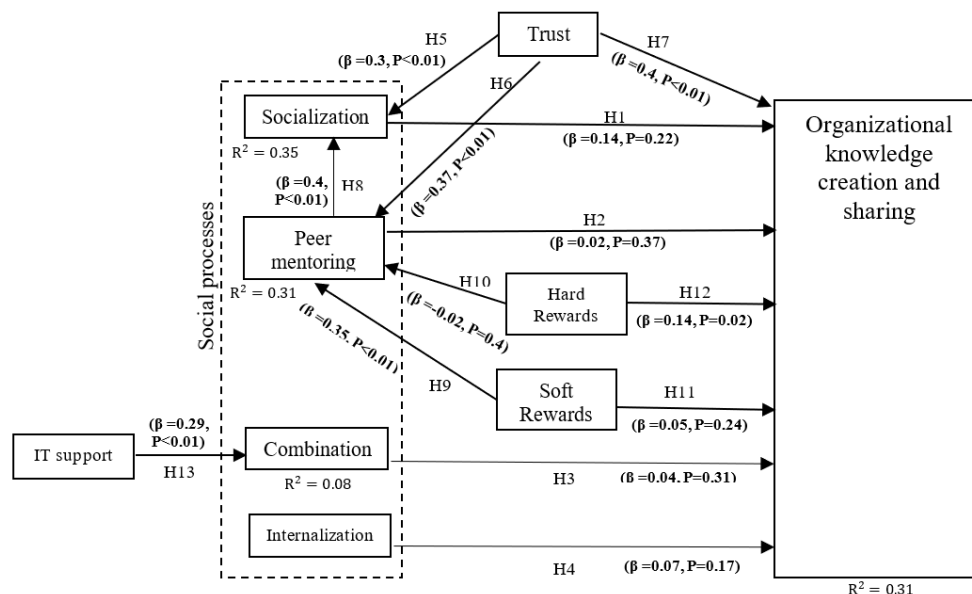 Trust
H5
(β =0.3, P<0.01)
H6
(β =0.37, P<0.01)
H7
(β =0.4, P<0.01)
Social processes
Socialization
R² = 0.35
H1
(β =0.14, P=0.22)
Organizational
knowledge
creation and
sharing
(β =0.4,
P<0.01)
H8
Peer
mentoring
R² = 0.31
H2
(β =0.02, P=0.37)
H10
(β=-0.02, P=0.4)
Hard
Rewards
H12
(β =0.14, P=0.02)
(β =0.35, P<0.01)
H9
Soft
Rewards
H11
(β =0.05, P=0.24)
IT support
(β =0.29,
P<0.01)
H13
Combination
R² = 0.08
H3
(β =0.04, P=0.31)
Internalization
H4
(β =0.07, P=0.17)
R² = 0.31